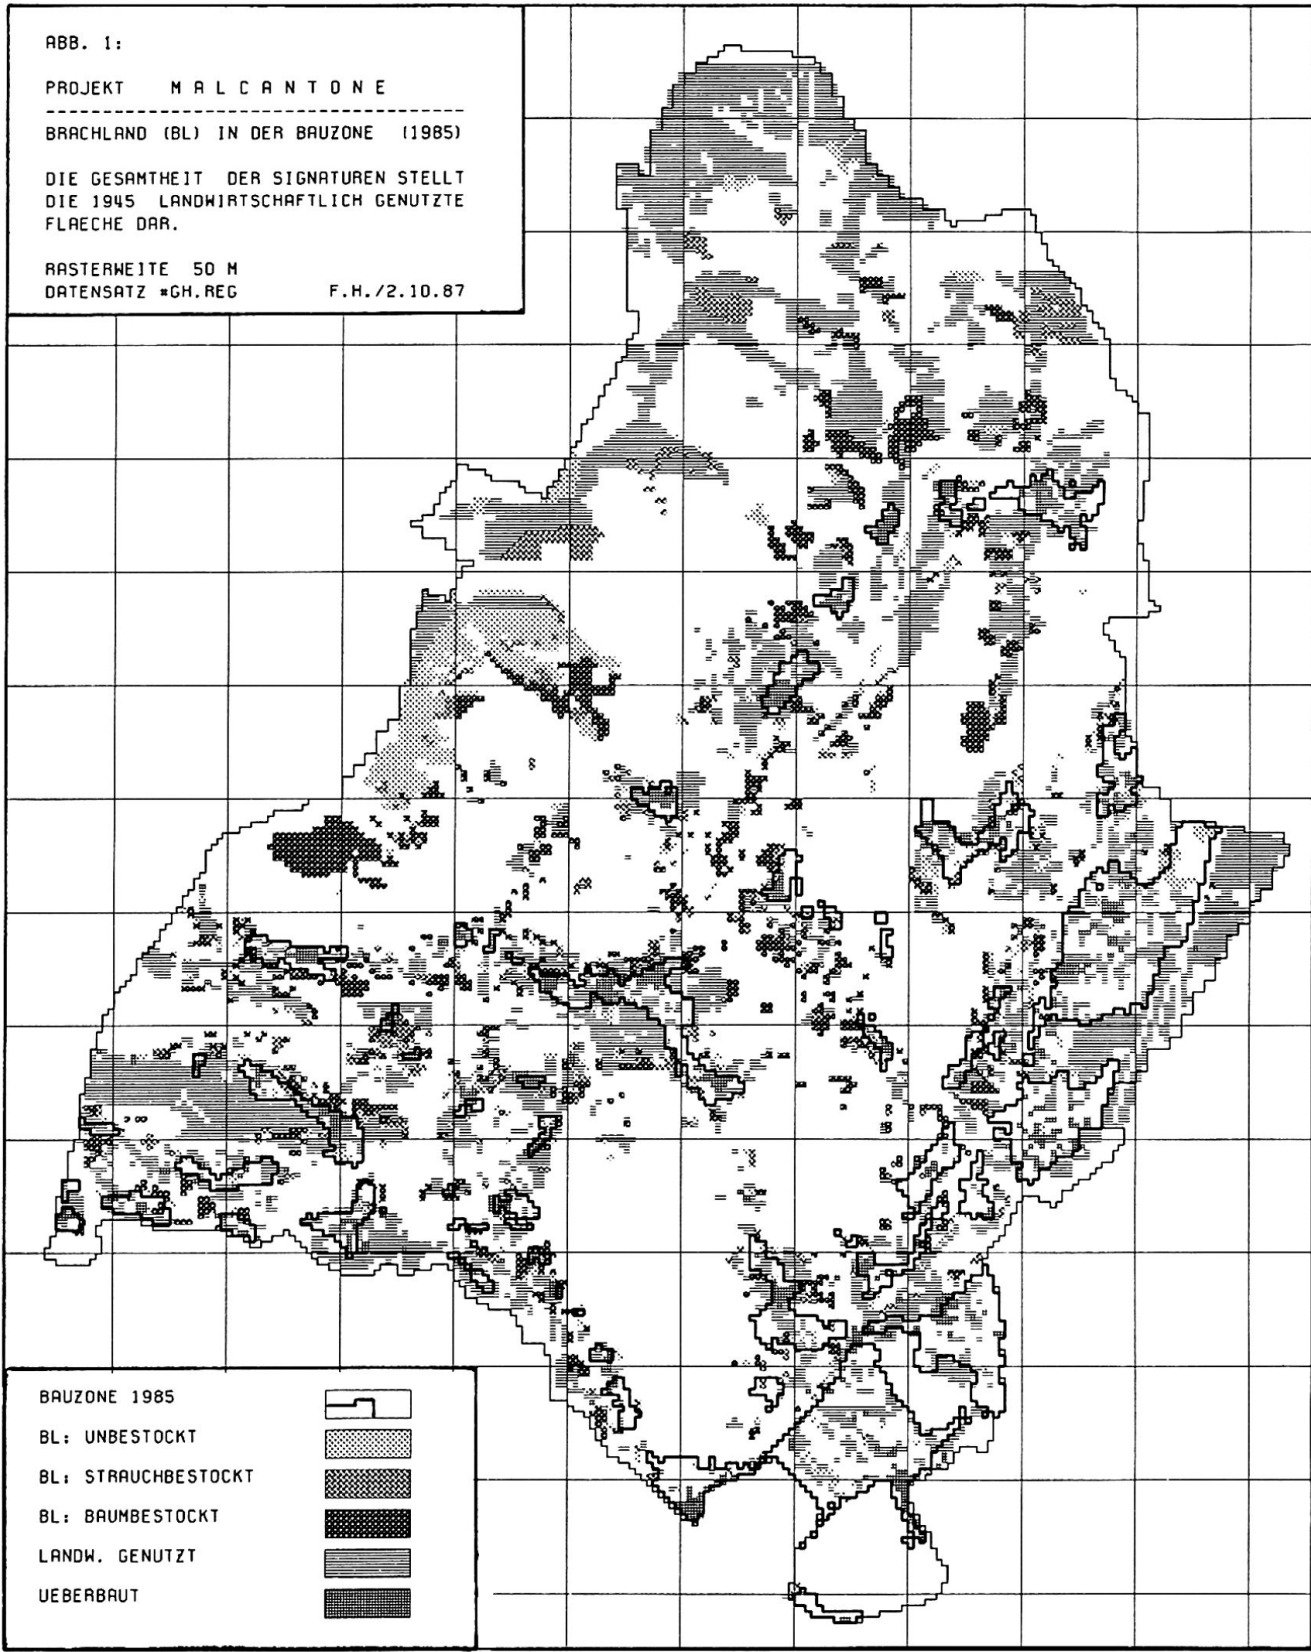 ABB. 1:
PROJEKT MALCANTONE
BRACHLAND (BL) IN DER BAUZONE (1985)
DIE GESAMTHEIT DER SIGNATUREN STELLT
DIE 1945 LANDWIRTSCHAFTLICH GENUTZTE
FLAECHE DAR.
RASTERWEITE 50 M
DATENSATZ *GH.REG F.H./2.10.87
BAUZONE 1985
BL: UNBESTOCKT
BL: STRAUCHBESTOCKT
BL: BAUMBESTOCKT
LANDW. GENUTZT
UEBERBAUT